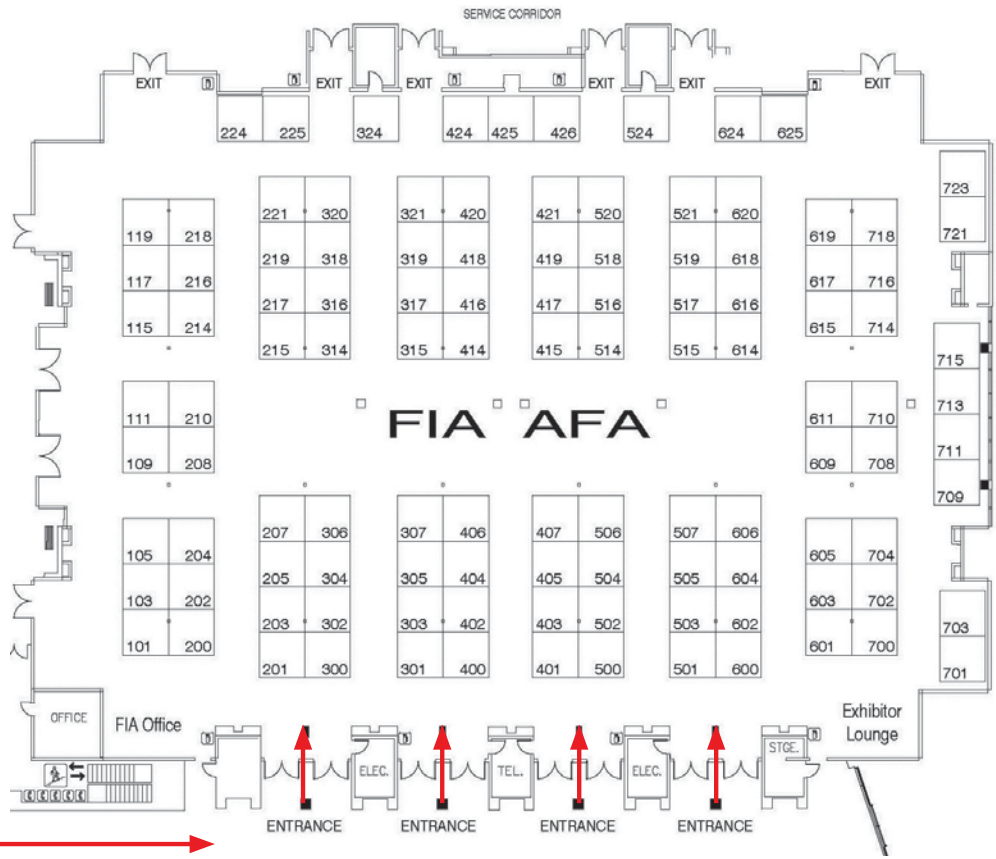 SERVICE CORRIDOR
EXIT EXIT EXIT EXIT EXIT EXIT
224 225 324 424 425 426 524 624 625
723
221 320 321 420 421 520 521 620
119 218 619 718 721
219 318 319 418 419 518 519 618
117 216 617 716
217 316 317 416 417 516 517 616
115 214 615 714
215 314 315 414 415 514 515 614
715
111 210 611 710 713
FIA AFA
711
109 208 609 708
709
207 306 307 406 407 506 507 606
105 204 605 704
205 304 305 404 405 504 505 604
103 202 603 702
203 302 303 402 403 502 503 602 703
101 200 601 700
201 300 301 400 401 500 501 600 701
OFFICE FIA Office Exhibitor
Lounge
STGE.
ELEC. TEL. ELEC.
ENTRANCE ENTRANCE ENTRANCE ENTRANCE